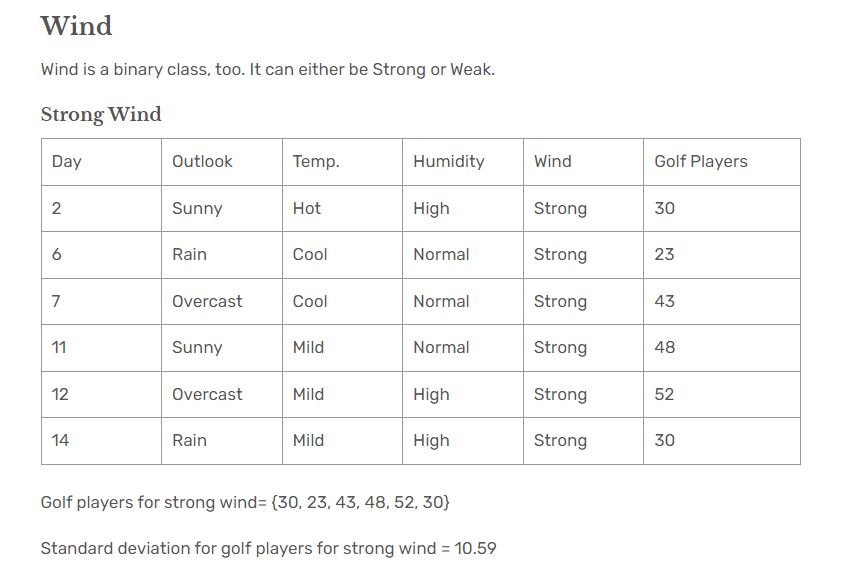 Wind
Wind is a binary class, too. It can either be Strong or Weak.
Strong Wind
Day Outlook Temp. Humidity Wind Golf Players
2 Sunny Hot High Strong 30
6 Rain Cool Normal Strong 23
7 Overcast Cool Normal Strong 43
11 Sunny Mild Normal Strong 48
12 Overcast Mild High Strong 52
14 Rain Mild High Strong 30
Golf players for strong wind= {30, 23, 43, 48, 52, 30}
Standard deviation for golf players for strong wind = 10.59